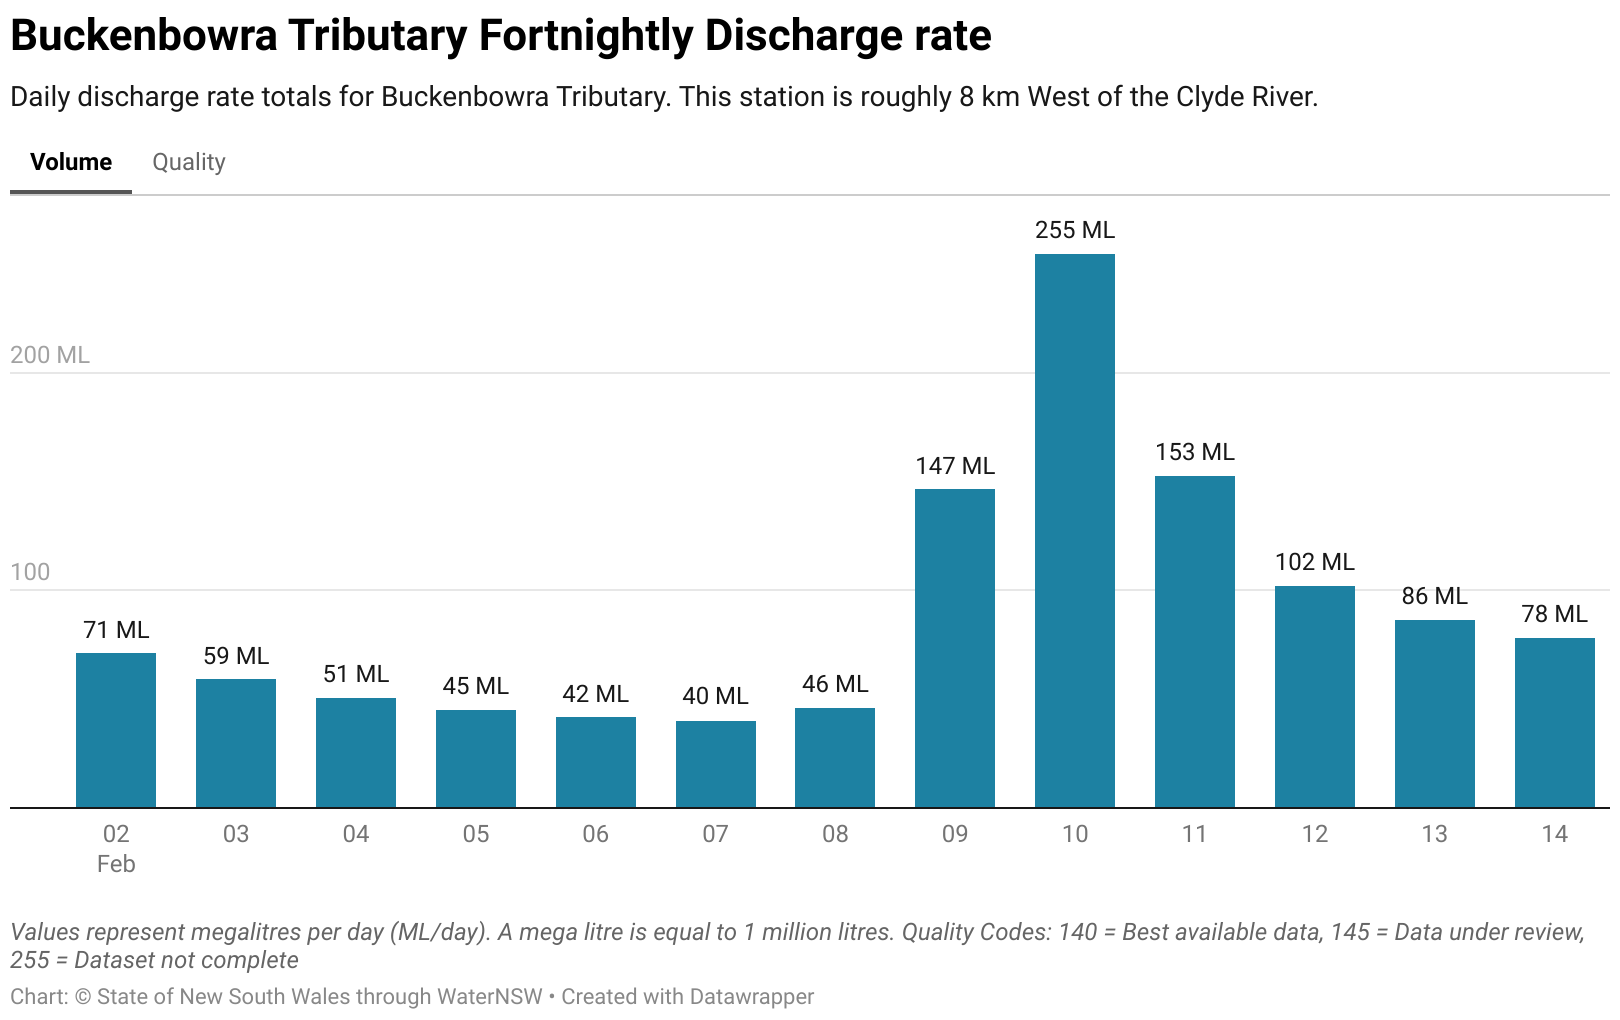 Buckenbowra Tributary Fortnightly Discharge rate
Daily discharge rate totals for Buckenbowra Tributary. This station is roughly 8 km West of the Clyde River.
Volume Quality
255 ML
200 ML
153 ML
147 ML
102 ML
100
86 ML
78 ML
71 ML
59 ML
51 ML
45 ML
42 ML
40 ML
46 ML
02 03 04 05 06 07 08 09 10 11 12 13 14
Feb
Values represent megalitres per day (ML/day). A mega litre is equal to 1 million litres. Quality Codes: 140 = Best available data, 145 = Data under review,
255 = Dataset not complete
Chart: © State of New South Wales through WaterNSW • Created with Datawrapper